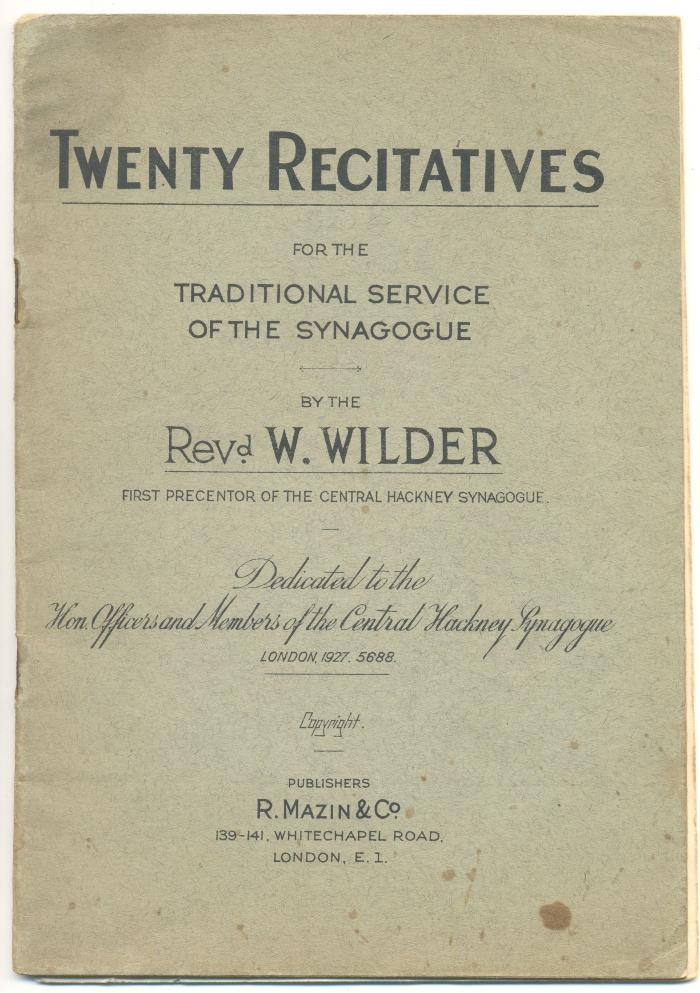 TWENTY RECITATIVES
FOR THE
TRADITIONAL SERVICE
OF THE SYNAGOGUE
BY THE
Revd. W. WILDER
FIRST PRECENTOR OF THE CENTRAL HACKNEY SYNAGOGUE.
Dedicated to the
Hon. Officers and Members of the Central Hackney Synagogue
LONDON, 1927. 5688.
Copyright.
PUBLISHERS
R. MAZIN & Co.
139-141, WHITECHAPEL ROAD,
LONDON, E. 1.